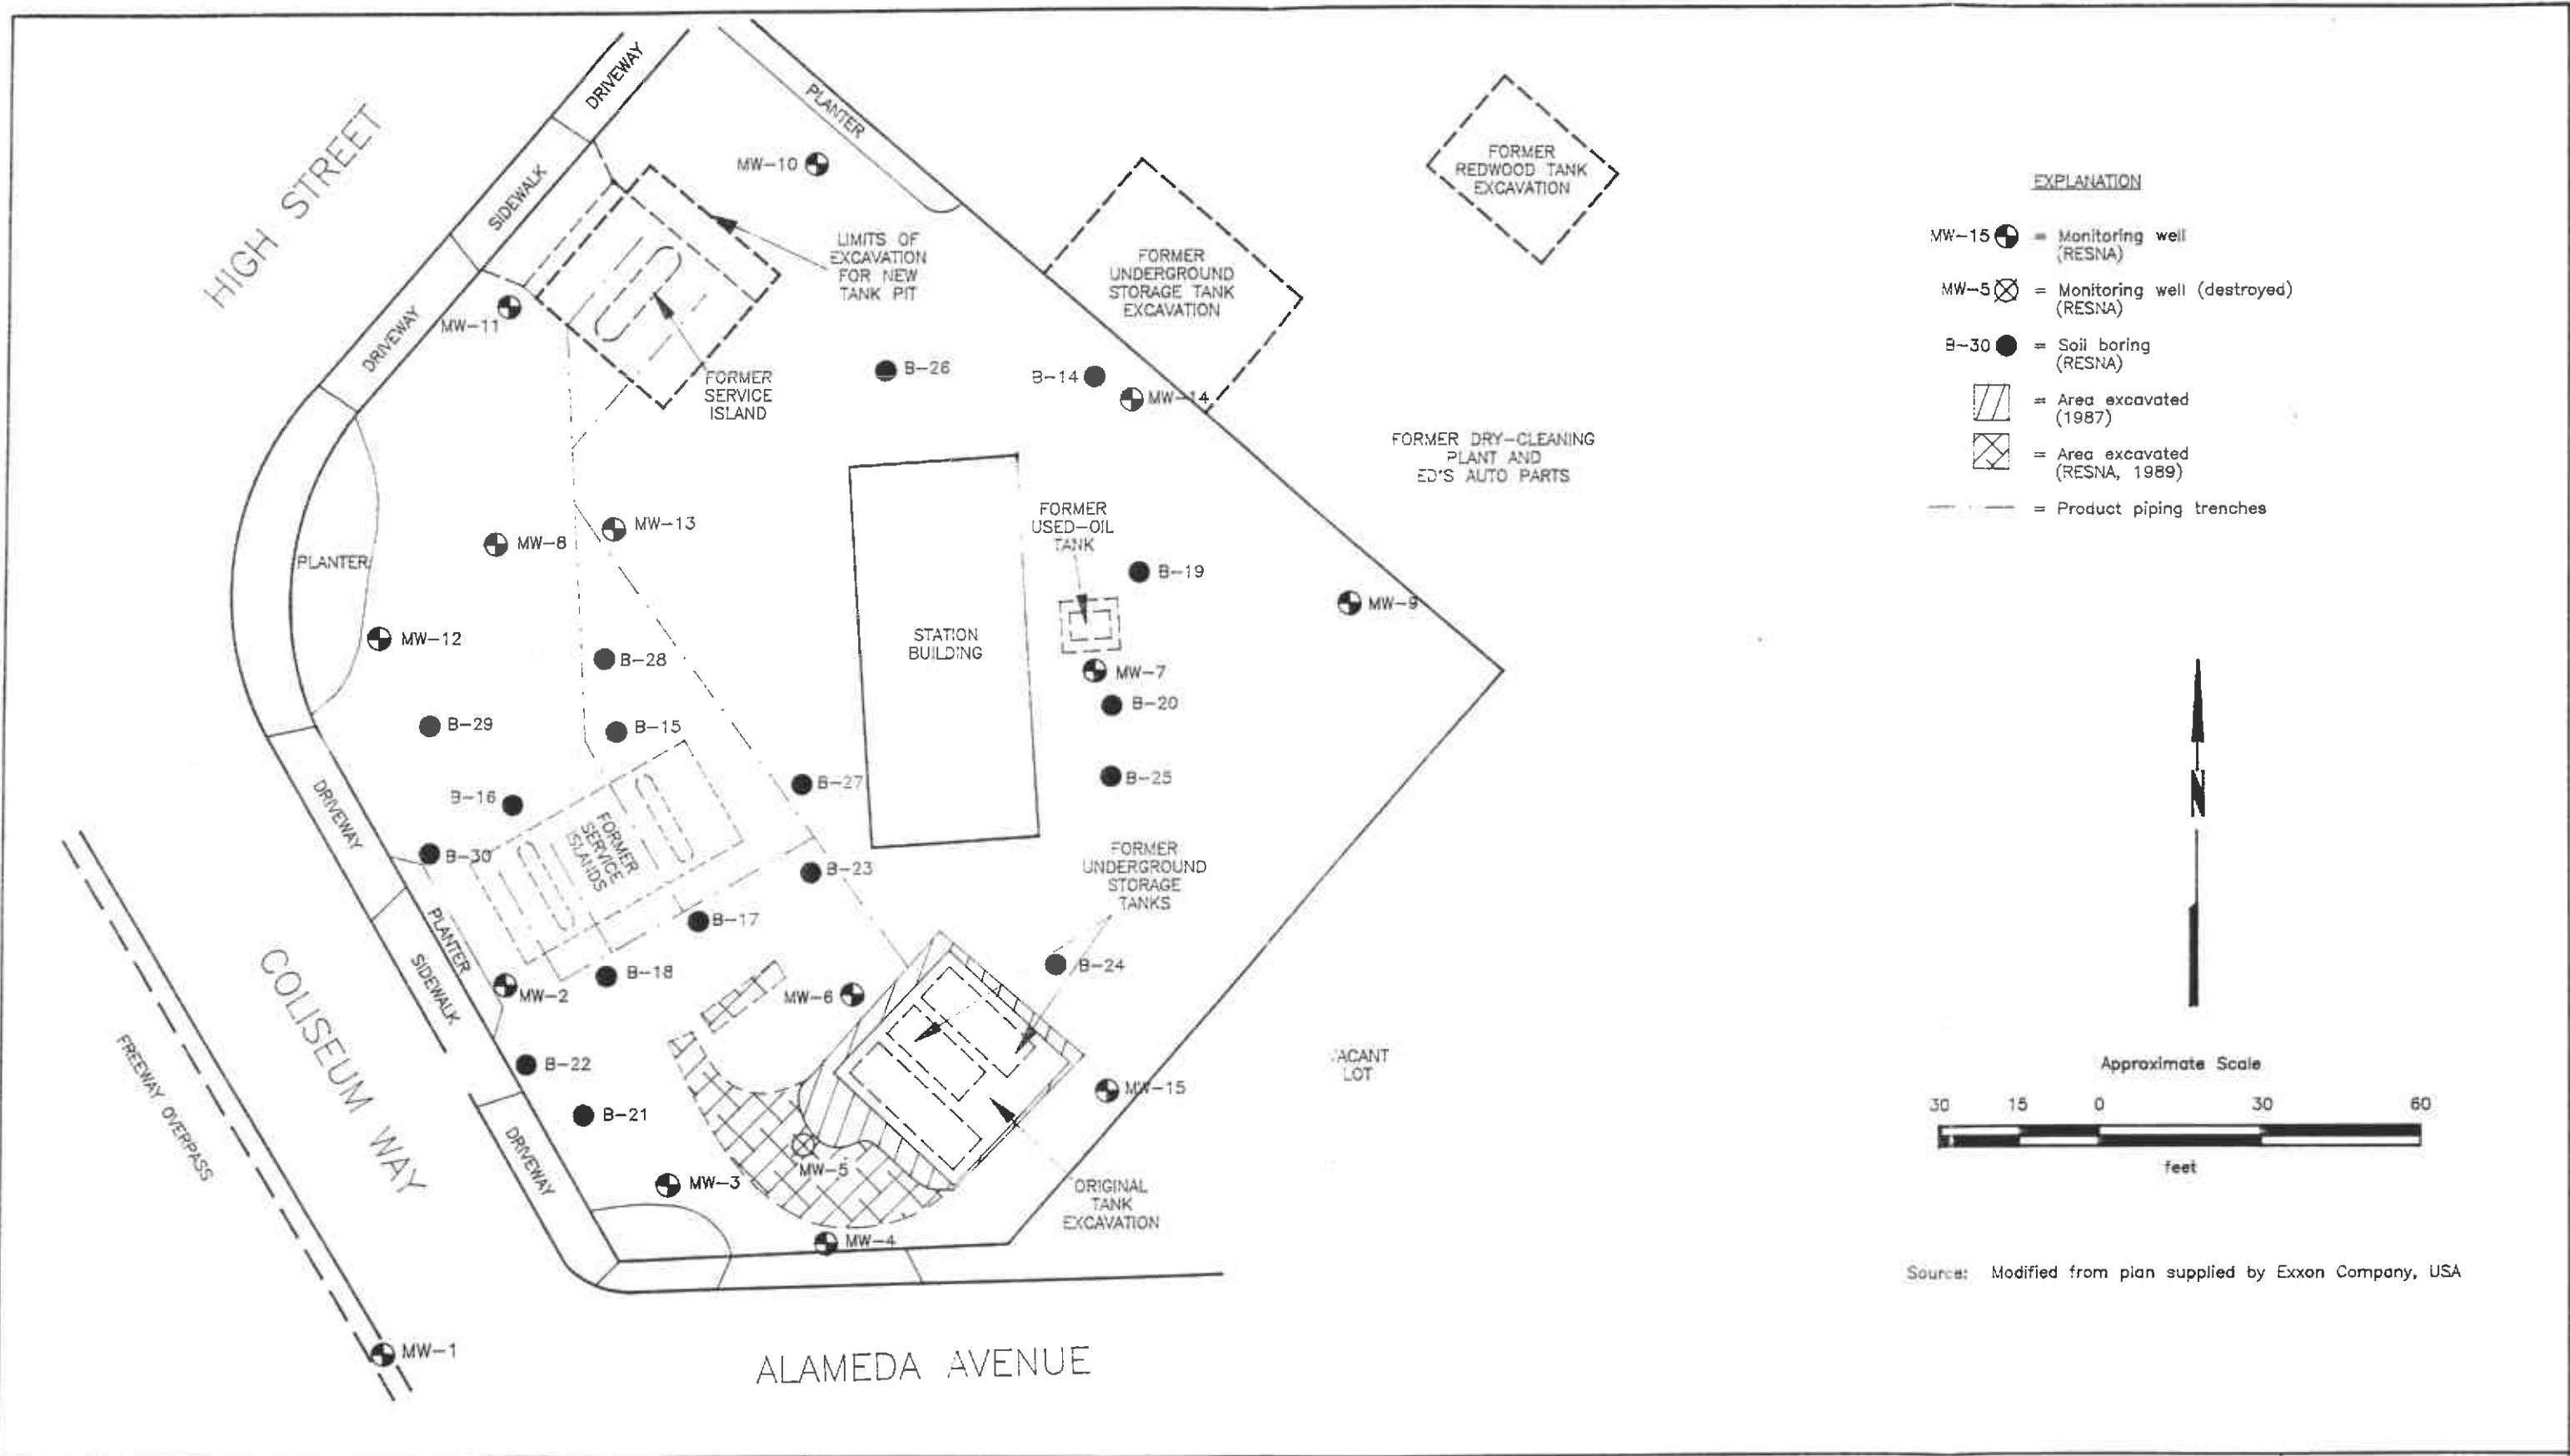 HIGH STREET
DRIVEWAY
SIDEWALK
DRIVEWAY
PLANTER
MW-10
MW-11
LIMITS OF
EXCAVATION
FOR NEW
TANK PIT
FORMER
SERVICE
ISLAND
B-26
B-14
MW-14
FORMER
UNDERGROUND
STORAGE TANK
EXCAVATION
FORMER
REDWOOD TANK
EXCAVATION
FORMER DRY-CLEANING
PLANT AND
ED'S AUTO PARTS
MW-8
MW-13
PLANTER
MW-12
FORMER
USED-OIL
TANK
B-19
MW-9
STATION
BUILDING
MW-7
B-20
B-25
B-28
B-29
B-15
B-16
B-27
B-30
FORMER
SERVICE
ISLANDS
B-23
B-17
B-18
MW-2
DRIVEWAY
PLANTER
SIDEWALK
FORMER
UNDERGROUND
STORAGE
TANKS
B-24
MW-6
MW-15
B-22
B-21
DRIVEWAY
MW-5
MW-3
MW-4
ORIGINAL
TANK
EXCAVATION
ACANT
LOT
COLISEUM WAY
FREEWAY OVERPASS
MW-1
ALAMEDA AVENUE
EXPLANATION
MW-15 = Monitoring well
(RESNA)
MW-5 = Monitoring well (destroyed)
(RESNA)
B-30 = Soil boring
(RESNA)
= Area excavated
(1987)
= Area excavated
(RESNA, 1989)
= Product piping trenches
N
Approximate Scale
30 15 0 30 60
feet
Source: Modified from plan supplied by Exxon Company, USA